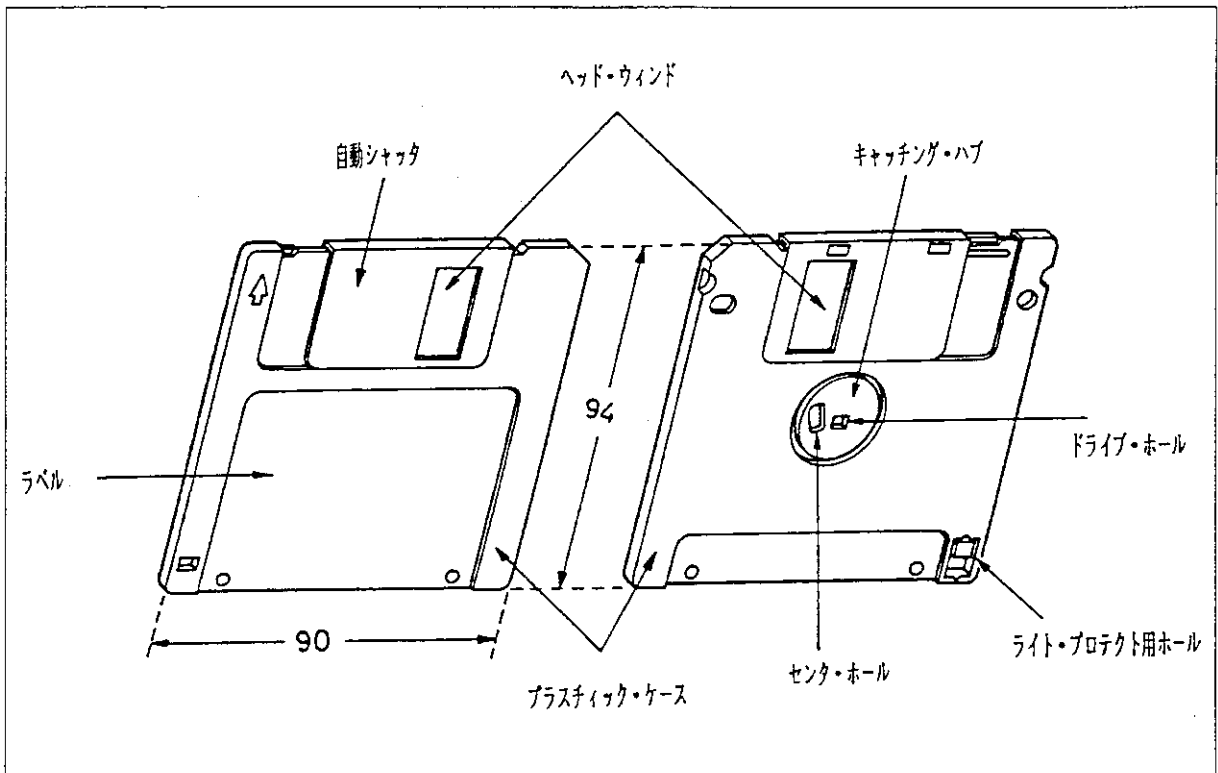 ヘッド・ウィンド
自動シャッタ
キャッチング・ハブ
94
ドライブ・ホール
ラベル
90
ライト・プロテクト用ホール
センタ・ホール
プラスチィック・ケース